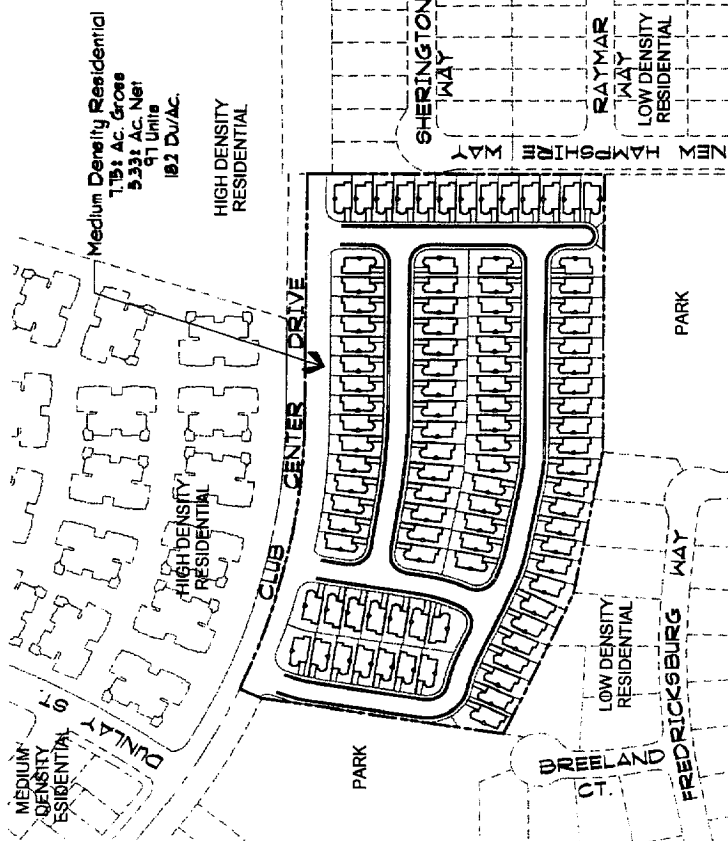 Medium Density Residential
7.75± Ac. Gross
5.33± Ac. Net
97 Units
18.2 Du/Ac.
HIGH DENSITY
RESIDENTIAL
SHERINGTON
WAY
RAYMAR
WAY
LOW DENSITY
RESIDENTIAL
NEW HAMPSHIRE WAY
HIGH DENSITY
RESIDENTIAL
CLUB CENTER DRIVE
MEDIUM
DENSITY
ESIDENTIAL
DUNLAY
ST.
PARK
PARK
LOW DENSITY
RESIDENTIAL
BREELAND
CT.
FREDRICKSBURG WAY